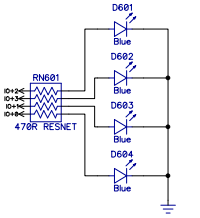 D601
Blue
D602
RN601
Blue
IO+2
IO+3
D603
IO+1
IO+0
470R RESNET
Blue
D604
Blue